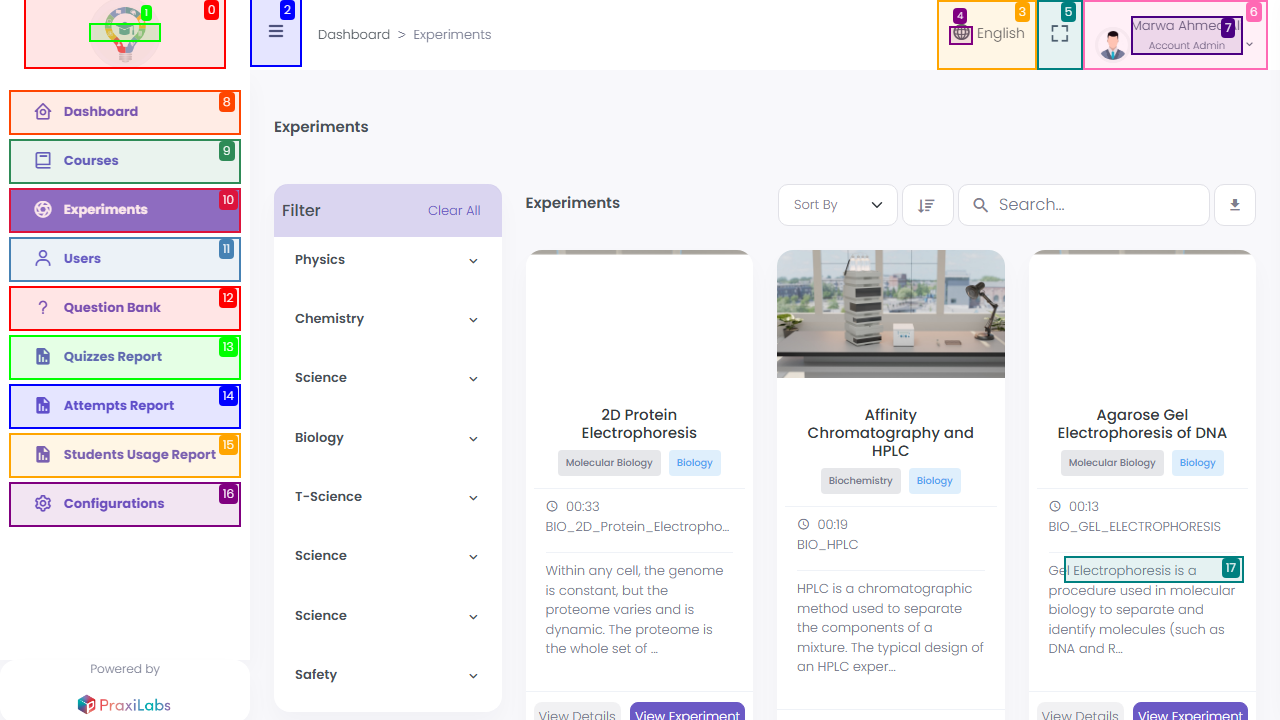 Dashboard > Experiments
English
Marwa Ahmed
Account Admin
Dashboard
Courses
Experiments
Users
Question Bank
Quizzes Report
Attempts Report
Students Usage Report
Configurations
Powered by
PraxiLabs
Experiments
Filter
Clear All
Physics
Chemistry
Science
Biology
T-Science
Science
Science
Safety
Experiments
Sort By
Search...
2D Protein
Electrophoresis
Molecular Biology
Biology
00:33
BIO_2D_Protein_Electropho...
Within any cell, the genome
is constant, but the
proteome varies and is
dynamic. The proteome is
the whole set of ...
View Details
View Experiment
Affinity
Chromatography and
HPLC
Biochemistry
Biology
00:19
BIO_HPLC
HPLC is a chromatographic
method used to separate
the components of a
mixture. The typical design of
an HPLC exper...
Agarose Gel
Electrophoresis of DNA
Molecular Biology
Biology
00:13
BIO_GEL_ELECTROPHORESIS
Gel Electrophoresis is a
procedure used in molecular
biology to separate and
identify molecules (such as
DNA and R...
View Details
View Experiment
0
1
2
3
4
5
6
7
8
9
10
11
12
13
14
15
16
17